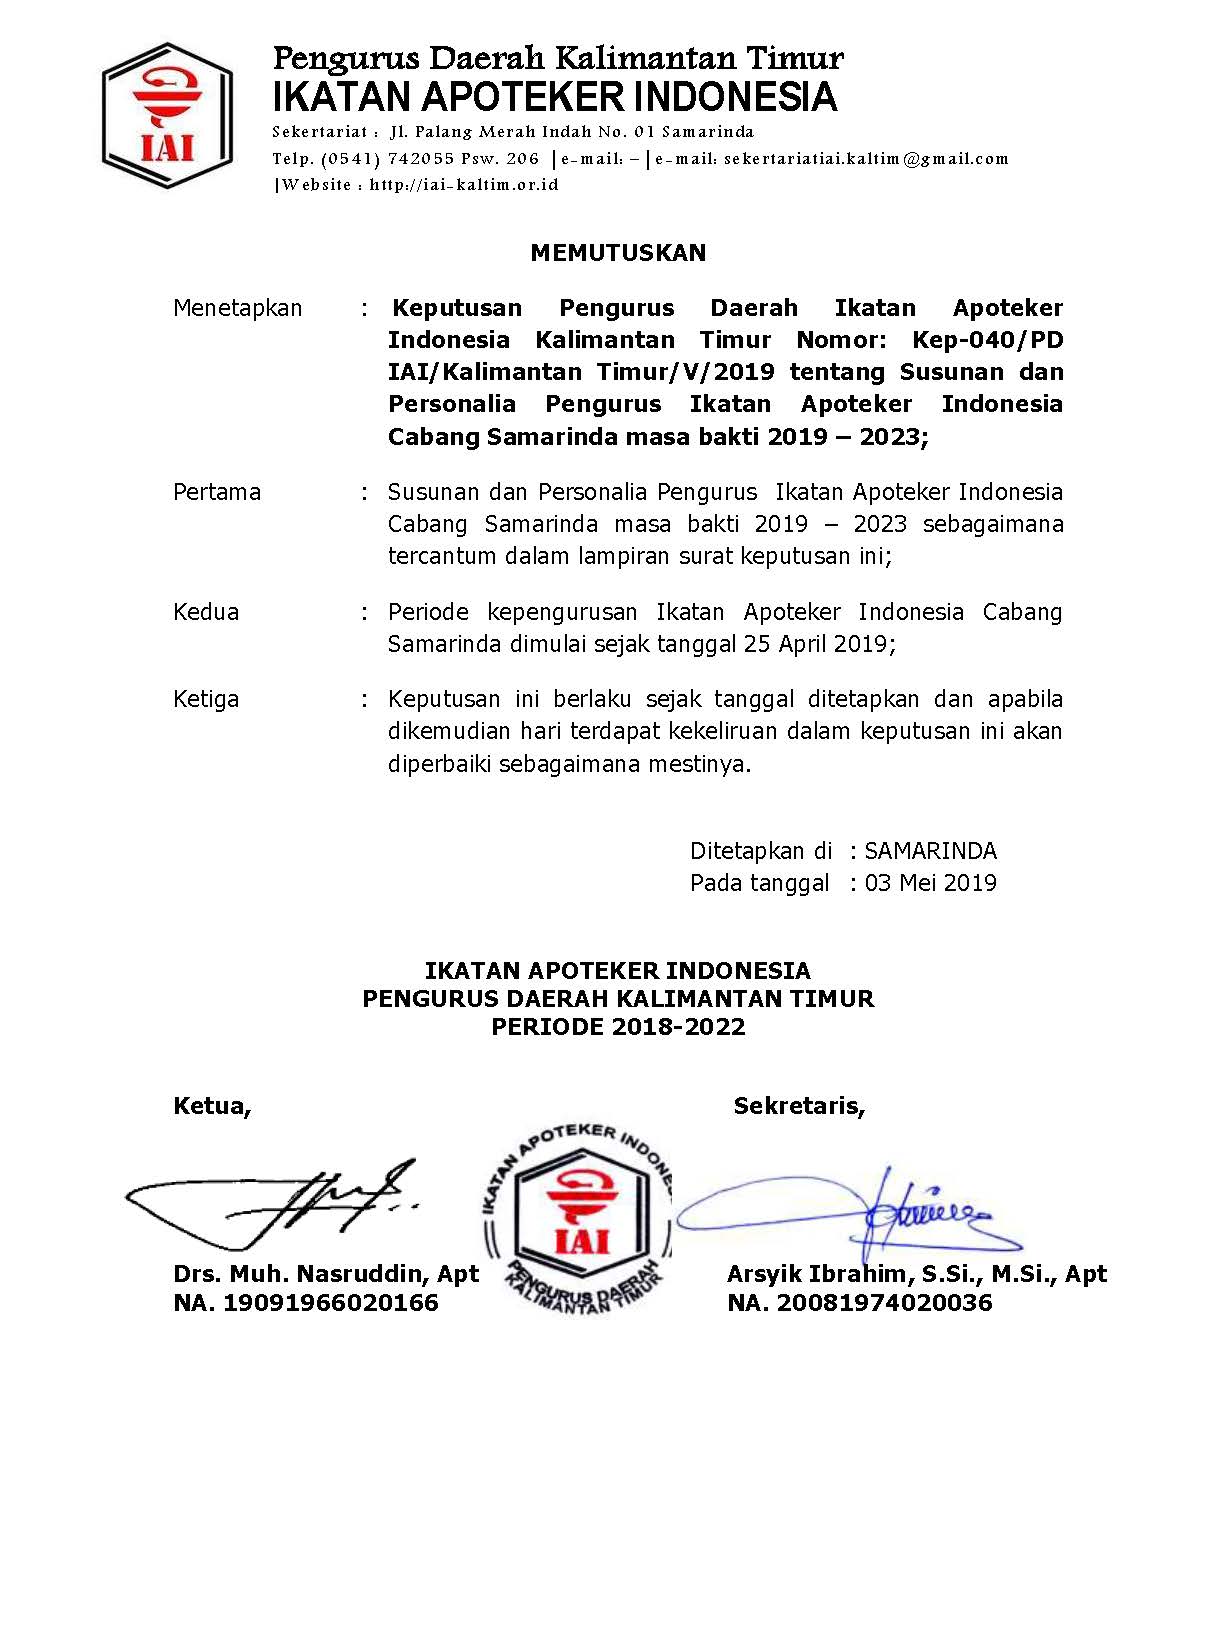 IAI
Pengurus Daerah Kalimantan Timur
IKATAN APOTEKER INDONESIA
Sekertariat : Jl. Palang Merah Indah No. 01 Samarinda
Telp. (0541) 742055 Psw. 206 |e-mail: – | e-mail: sekertariatiai.kaltim@gmail.com
|Website : http://iai-kaltim.or.id
MEMUTUSKAN
Menetapkan : Keputusan Pengurus Daerah Ikatan Apoteker
Indonesia Kalimantan Timur Nomor: Kep-040/PD
IAI/Kalimantan Timur/V/2019 tentang Susunan dan
Personalia Pengurus Ikatan Apoteker Indonesia
Cabang Samarinda masa bakti 2019 – 2023;
Pertama : Susunan dan Personalia Pengurus Ikatan Apoteker Indonesia
Cabang Samarinda masa bakti 2019 – 2023 sebagaimana
tercantum dalam lampiran surat keputusan ini;
Kedua : Periode kepengurusan Ikatan Apoteker Indonesia Cabang
Samarinda dimulai sejak tanggal 25 April 2019;
Ketiga : Keputusan ini berlaku sejak tanggal ditetapkan dan apabila
dikemudian hari terdapat kekeliruan dalam keputusan ini akan
diperbaiki sebagaimana mestinya.
Ditetapkan di : SAMARINDA
Pada tanggal : 03 Mei 2019
IKATAN APOTEKER INDONESIA
PENGURUS DAERAH KALIMANTAN TIMUR
PERIODE 2018-2022
Ketua, Sekretaris,
IKATAN APOTEKER INDONE
IAI
PENGURUS DAERAH
KALIMANTAN TIMUR
Drs. Muh. Nasruddin, Apt Arsyik Ibrahim, S.Si., M.Si., Apt
NA. 19091966020166 NA. 20081974020036